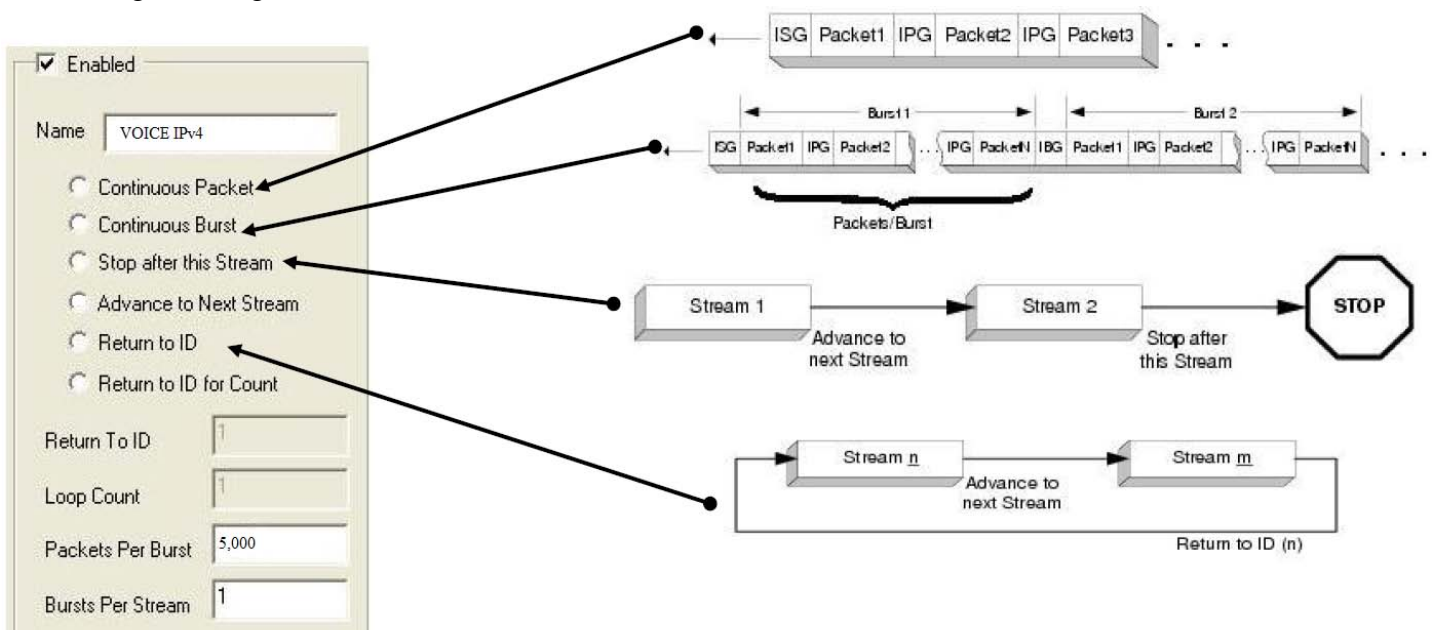 Enabled
Name VOICE IPv4
Continuous Packet
Continuous Burst
Stop after this Stream
Advance to Next Stream
Return to ID
Return to ID for Count
Return To ID 1
Loop Count 1
Packets Per Burst 5,000
Bursts Per Stream 1
ISG Packet1 IPG Packet2 IPG Packet3 . . .
Burst 1 Burst 2
ISG Packet1 IPG Packet2 ... IPG PacketN IBG Packet1 IPG Packet2 ... IPG PacketN . . .
Packets/Burst
Stream 1
Advance to
next Stream
Stream 2
Stop after
this Stream
STOP
Stream n
Advance to
next Stream
Stream m
Return to ID (n)